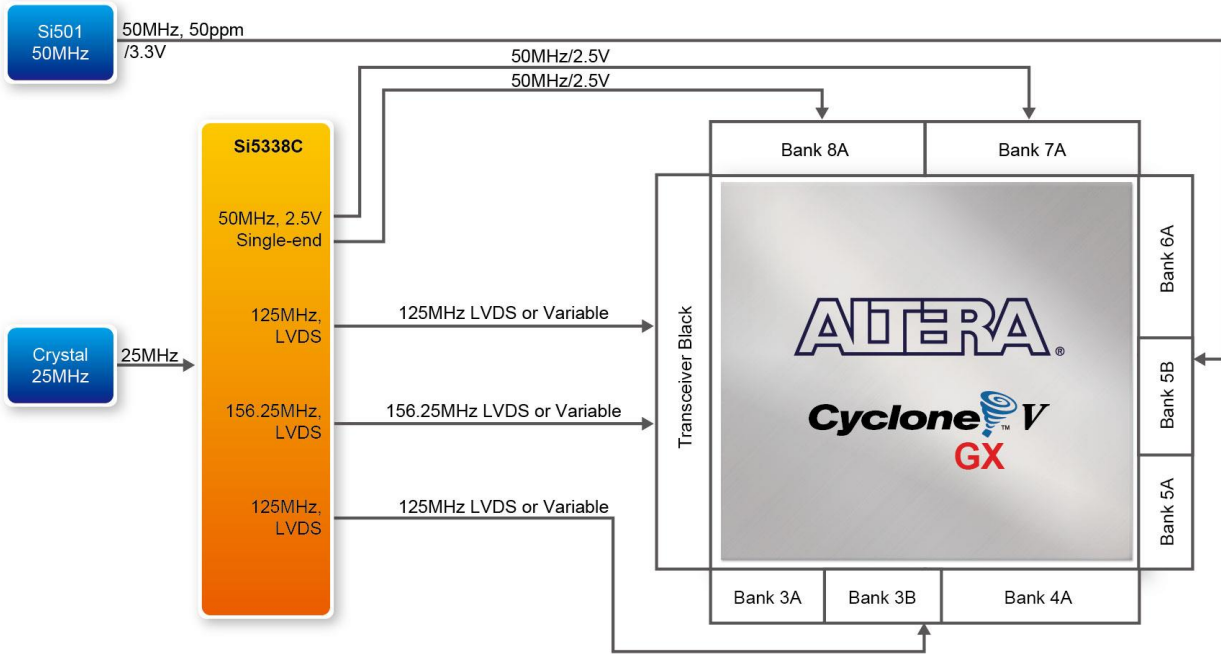 Si501
50MHz
50MHz, 50ppm
/3.3V
50MHz/2.5V
50MHz/2.5V
Si5338C
Bank 8A
Bank 7A
50MHz, 2.5V
Single-end
Bank 6A
125MHz,
LVDS
125MHz LVDS or Variable
ALTERA
®
Crystal
25MHz
25MHz
Transceiver Black
Bank 5B
156.25MHz,
LVDS
156.25MHz LVDS or Variable
Cyclone™ V
GX
125MHz,
LVDS
125MHz LVDS or Variable
Bank 5A
Bank 3A
Bank 3B
Bank 4A